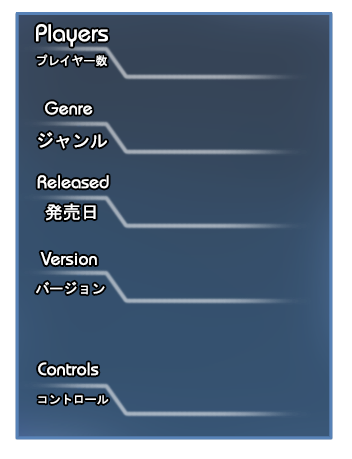 Players
プレイヤー数
Genre
ジャンル
Released
発売日
Version
バージョン
Controls
コントロール